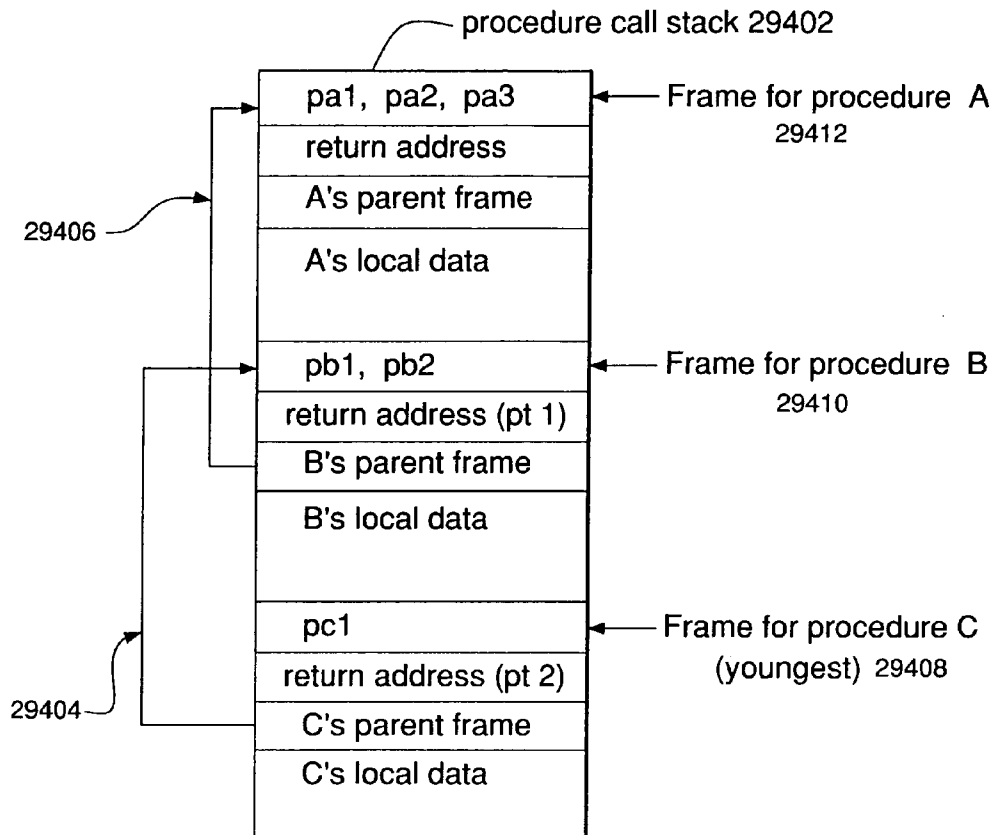 procedure call stack 29402
pa1, pa2, pa3
Frame for procedure A
29412
return address
A's parent frame
29406
A's local data
pb1, pb2
Frame for procedure B
29410
return address (pt 1)
B's parent frame
B's local data
pc1
Frame for procedure C
(youngest) 29408
return address (pt 2)
29404
C's parent frame
C's local data